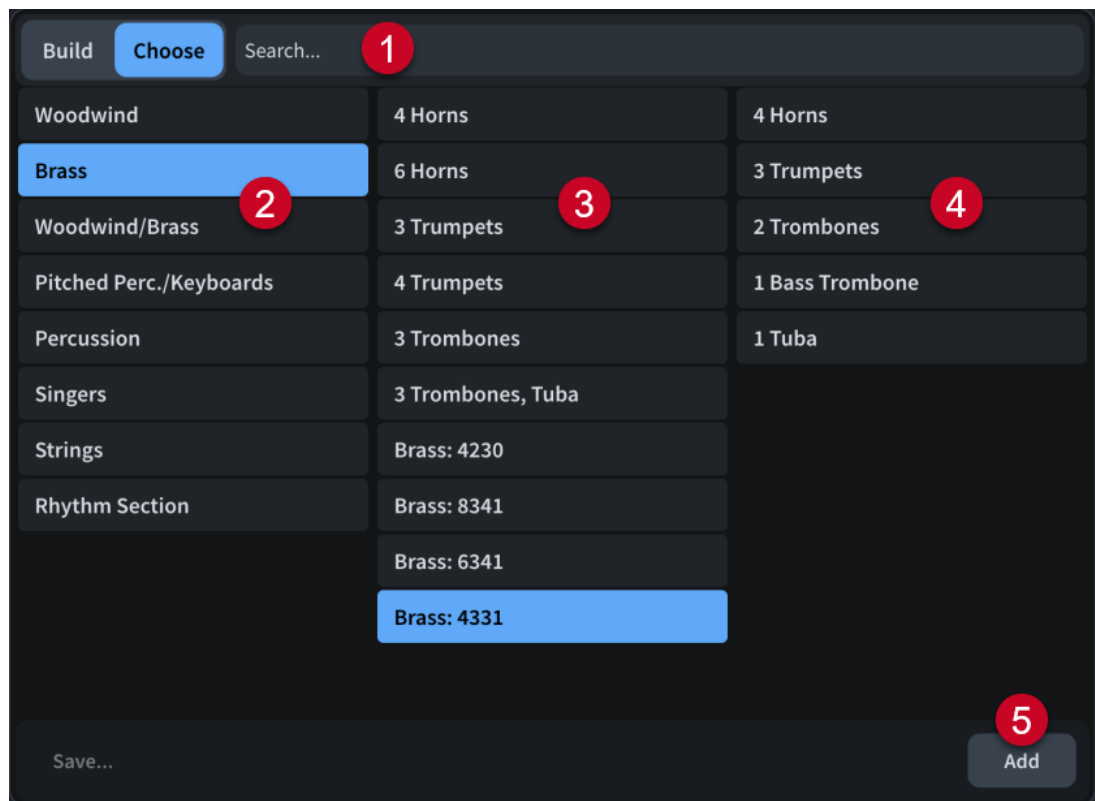 Build Choose Search... 1
Woodwind
Brass
2
Woodwind/Brass
Pitched Perc./Keyboards
Percussion
Singers
Strings
Rhythm Section
4 Horns
6 Horns
3
3 Trumpets
4 Trumpets
3 Trombones
3 Trombones, Tuba
Brass: 4230
Brass: 8341
Brass: 6341
Brass: 4331
4 Horns
3 Trumpets
4
2 Trombones
1 Bass Trombone
1 Tuba
5
Save... Add